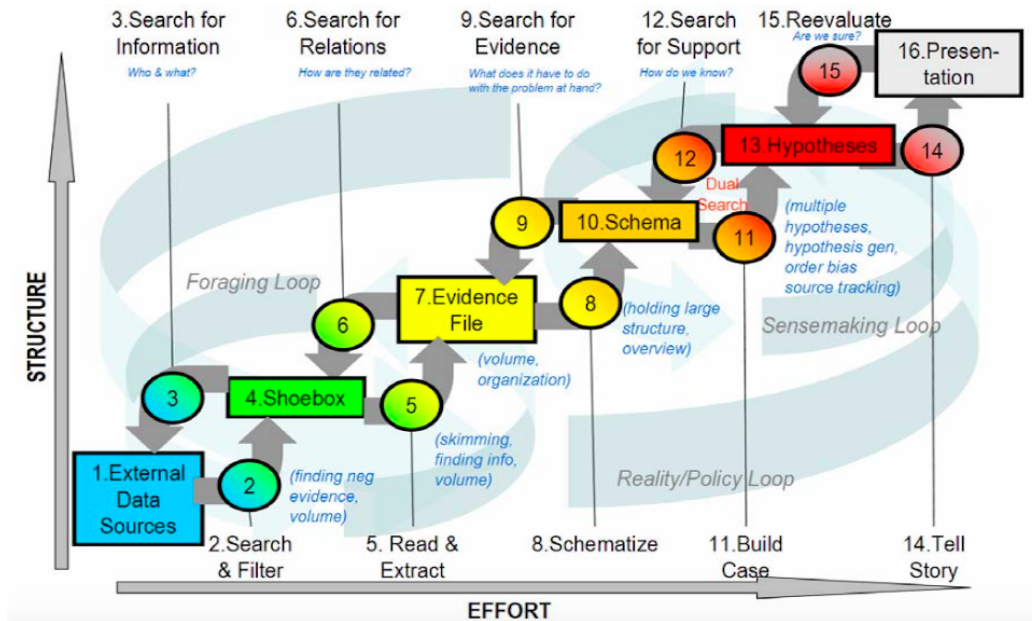 3.Search for
Information
Who & what?
6.Search for
Relations
How are they related?
9.Search for
Evidence
What does it have to do
with the problem at hand?
12.Search
for Support
How do we know?
15.Reevaluate
Are we sure?
16.Presen-
tation
15
14
13.Hypotheses
12
Dual
Search
11
10.Schema
9
(multiple
hypotheses,
hypothesis gen,
order bias
source tracking)
Foraging Loop
7.Evidence
File
8
(holding large
structure,
overview)
Sensemaking Loop
6
(volume,
organization)
3
4.Shoebox
5
(skimming,
finding info,
volume)
1.External
Data
Sources
2
(finding neg
evidence,
volume)
Reality/Policy Loop
2.Search
& Filter
5. Read &
Extract
8.Schematize
11.Build
Case
14.Tell
Story
STRUCTURE
EFFORT